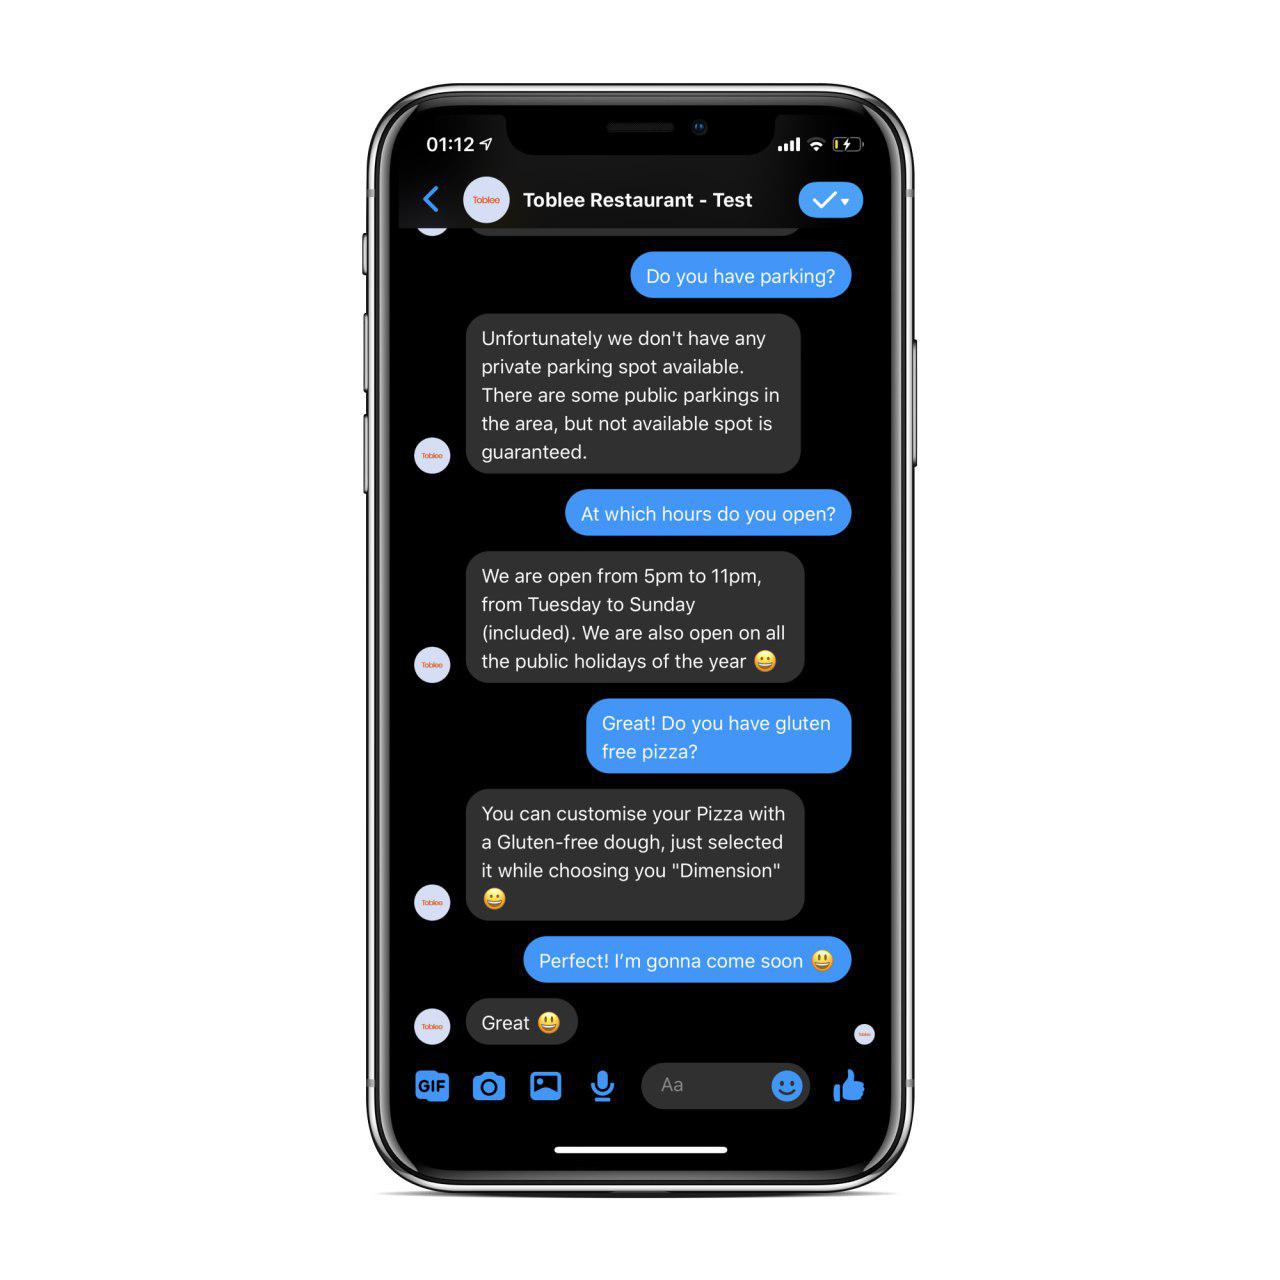 01:12
Toblee
Toblee Restaurant - Test
Do you have parking?
Unfortunately we don't have any
private parking spot available.
There are some public parkings in
the area, but not available spot is
guaranteed.
Toblee
At which hours do you open?
We are open from 5pm to 11pm,
from Tuesday to Sunday
(included). We are also open on all
the public holidays of the year 😀
Toblee
Great! Do you have gluten
free pizza?
You can customise your Pizza with
a Gluten-free dough, just selected
it while choosing you "Dimension"
😀
Toblee
Perfect! I’m gonna come soon 😃
Toblee
Great 😃
Toblee
GIF
Aa